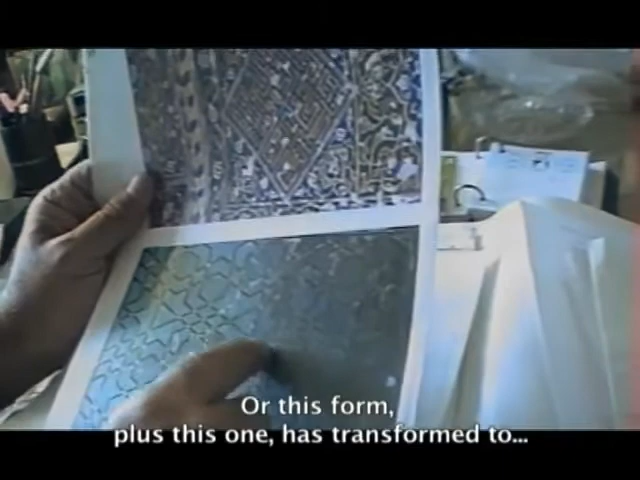 Or this form,
plus this one, has transformed to...